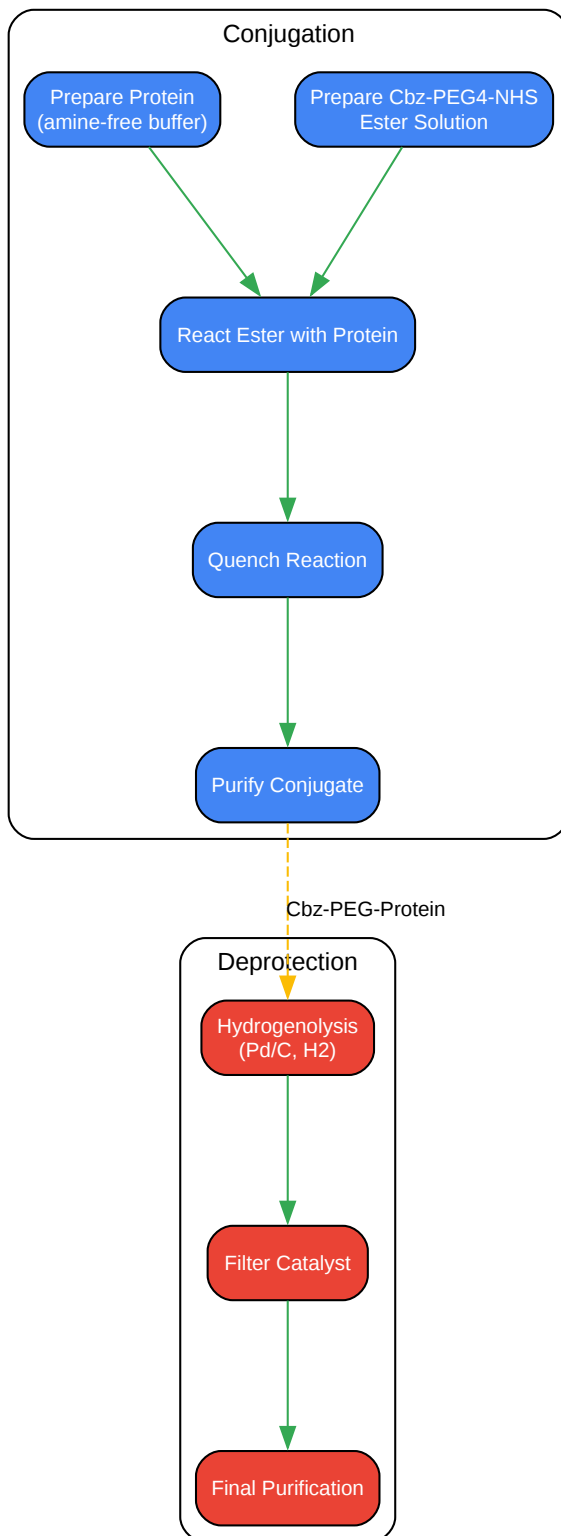 Conjugation
Prepare Protein
(amine-free buffer)
Prepare Cbz-PEG4-NHS
Ester Solution
React Ester with Protein
Quench Reaction
Purify Conjugate
Cbz-PEG-Protein
Deprotection
Hydrogenolysis
(Pd/C, H2)
Filter Catalyst
Final Purification